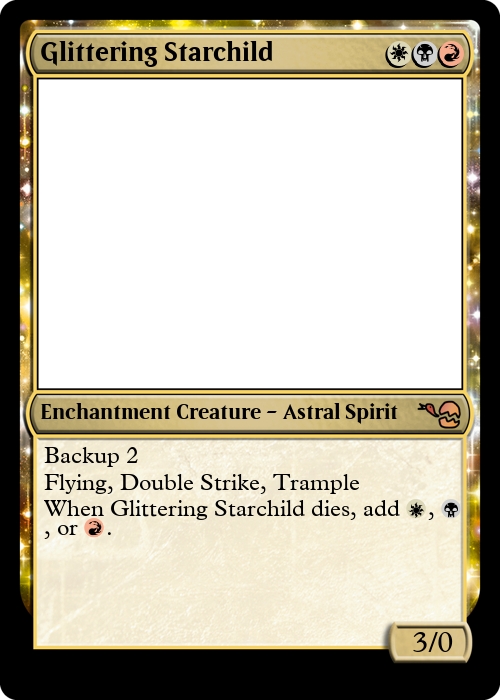 Glittering Starchild
Enchantment Creature – Astral Spirit
Backup 2
Flying, Double Strike, Trample
When Glittering Starchild dies, add , 
, or .
3/0